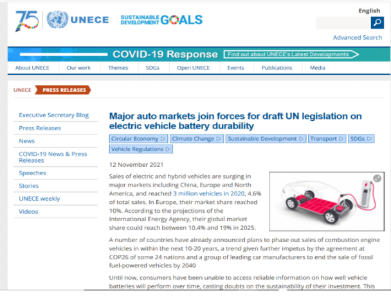 75
UNECE
SUSTAINABLE DEVELOPMENT GOALS
English
Advanced Search
COVID-19 Response Find out about UNECE's Latest Developments
About UNECE Our work Themes SDGs Open UNECE Events Publications Media
UNECE PRESS RELEASES
Executive Secretary Blog
Press Releases
News
COVID-19 News & Press
Releases
Speeches
Stories
UNECE weekly
Videos
Major auto markets join forces for draft UN legislation on
electric vehicle battery durability
Circular Economy Climate Change Sustainable Development Transport SDGs
Vehicle Regulations
12 November 2021
Sales of electric and hybrid vehicles are surging in
major markets including China, Europe and North
America, and reached 3 million vehicles in 2020, 4.6%
of total sales. In Europe, their market share reached
10%. According to the projections of the
International Energy Agency, their global market
share could reach between 10.4% and 19% in 2025.
A number of countries have already announced plans to phase out sales of combustion engine
vehicles in within the next 10-20 years, a trend given further impetus by the agreement at
COP26 of some 24 nations and a group of leading car manufacturers to end the sale of fossil
fuel-powered vehicles by 2040
Until now, consumers have been unable to access reliable information on how well vehicle
batteries will perform over time, casting doubts on the sustainability of this investment. These